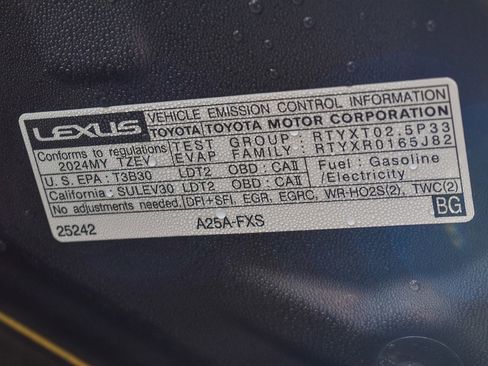 LEXUS
VEHICLE EMISSION CONTROL INFORMATION
TOYOTA TOYOTA MOTOR CORPORATION
Conforms to regulations
2024MY TZEV
TEST GROUP: RTYXT02.5P33
EVAP FAMILY: RTYXR0165J82
U.S. EPA : T3B30 LDT2 OBD : CAII
California : SULEV30 LDT2 OBD : CAII
Fuel : Gasoline
/Electricity
No adjustments needed. DFI+SFI, EGR, EGRC, WR-HO2S(2), TWC(2)
BG
25242 A25A-FXS